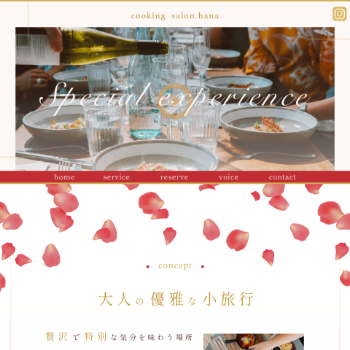 cooking salon hana
Special experience
home service reserve voice concept contact
concept
大人の優雅な小旅行
贅沢で特別な気分を味わう場所